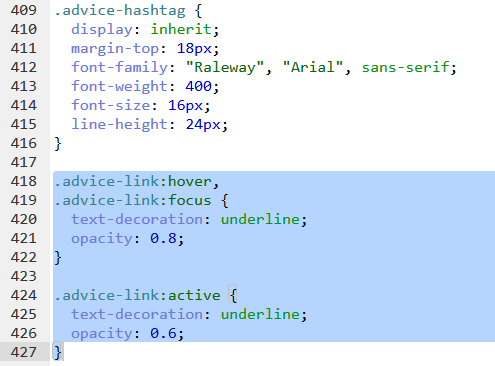 409 .advice-hashtag {
410   display: inherit;
411   margin-top: 18px;
412   font-family: "Raleway", "Arial", sans-serif;
413   font-weight: 400;
414   font-size: 16px;
415   line-height: 24px;
416 }
417
418 .advice-link:hover,
419 .advice-link:focus {
420   text-decoration: underline;
421   opacity: 0.8;
422 }
423
424 .advice-link:active {
425   text-decoration: underline;
426   opacity: 0.6;
427 }